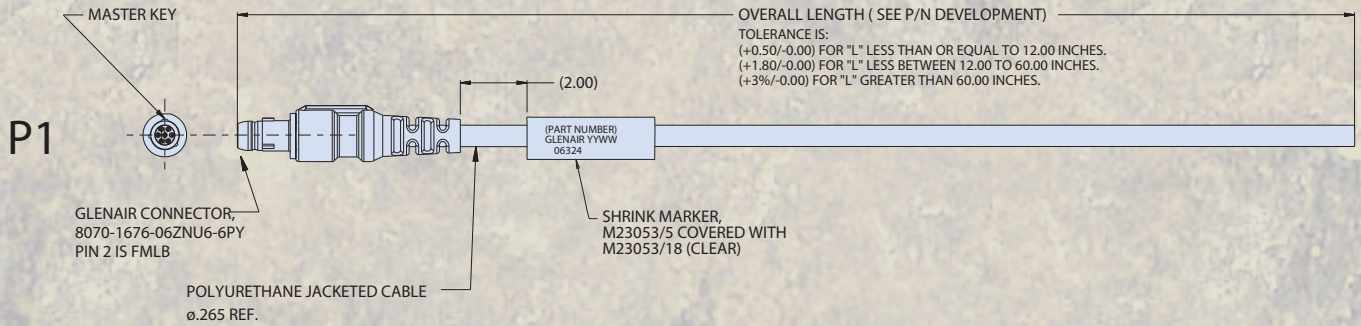 MASTER KEY
OVERALL LENGTH ( SEE P/N DEVELOPMENT)
TOLERANCE IS:
(+0.50/-0.00) FOR "L" LESS THAN OR EQUAL TO 12.00 INCHES.
(+1.80/-0.00) FOR "L" LESS BETWEEN 12.00 TO 60.00 INCHES.
(+3%/-0.00) FOR "L" GREATER THAN 60.00 INCHES.
(2.00)
P1
(PART NUMBER)
GLENAIR YYWW
06324
GLENAIR CONNECTOR,
8070-1676-06ZNU6-6PY
PIN 2 IS FMLB
SHRINK MARKER,
M23053/5 COVERED WITH
M23053/18 (CLEAR)
POLYURETHANE JACKETED CABLE
ø.265 REF.